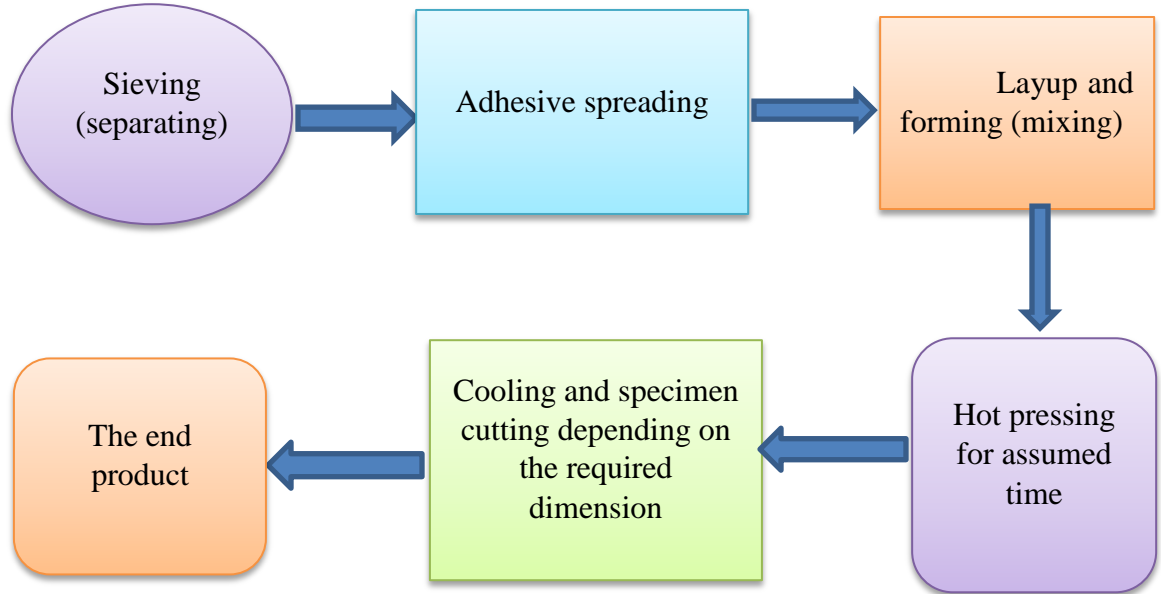 Sieving
(separating)
Adhesive spreading
Layup and
forming (mixing)
Hot pressing
for assumed
time
Cooling and specimen
cutting depending on
the required
dimension
The end
product